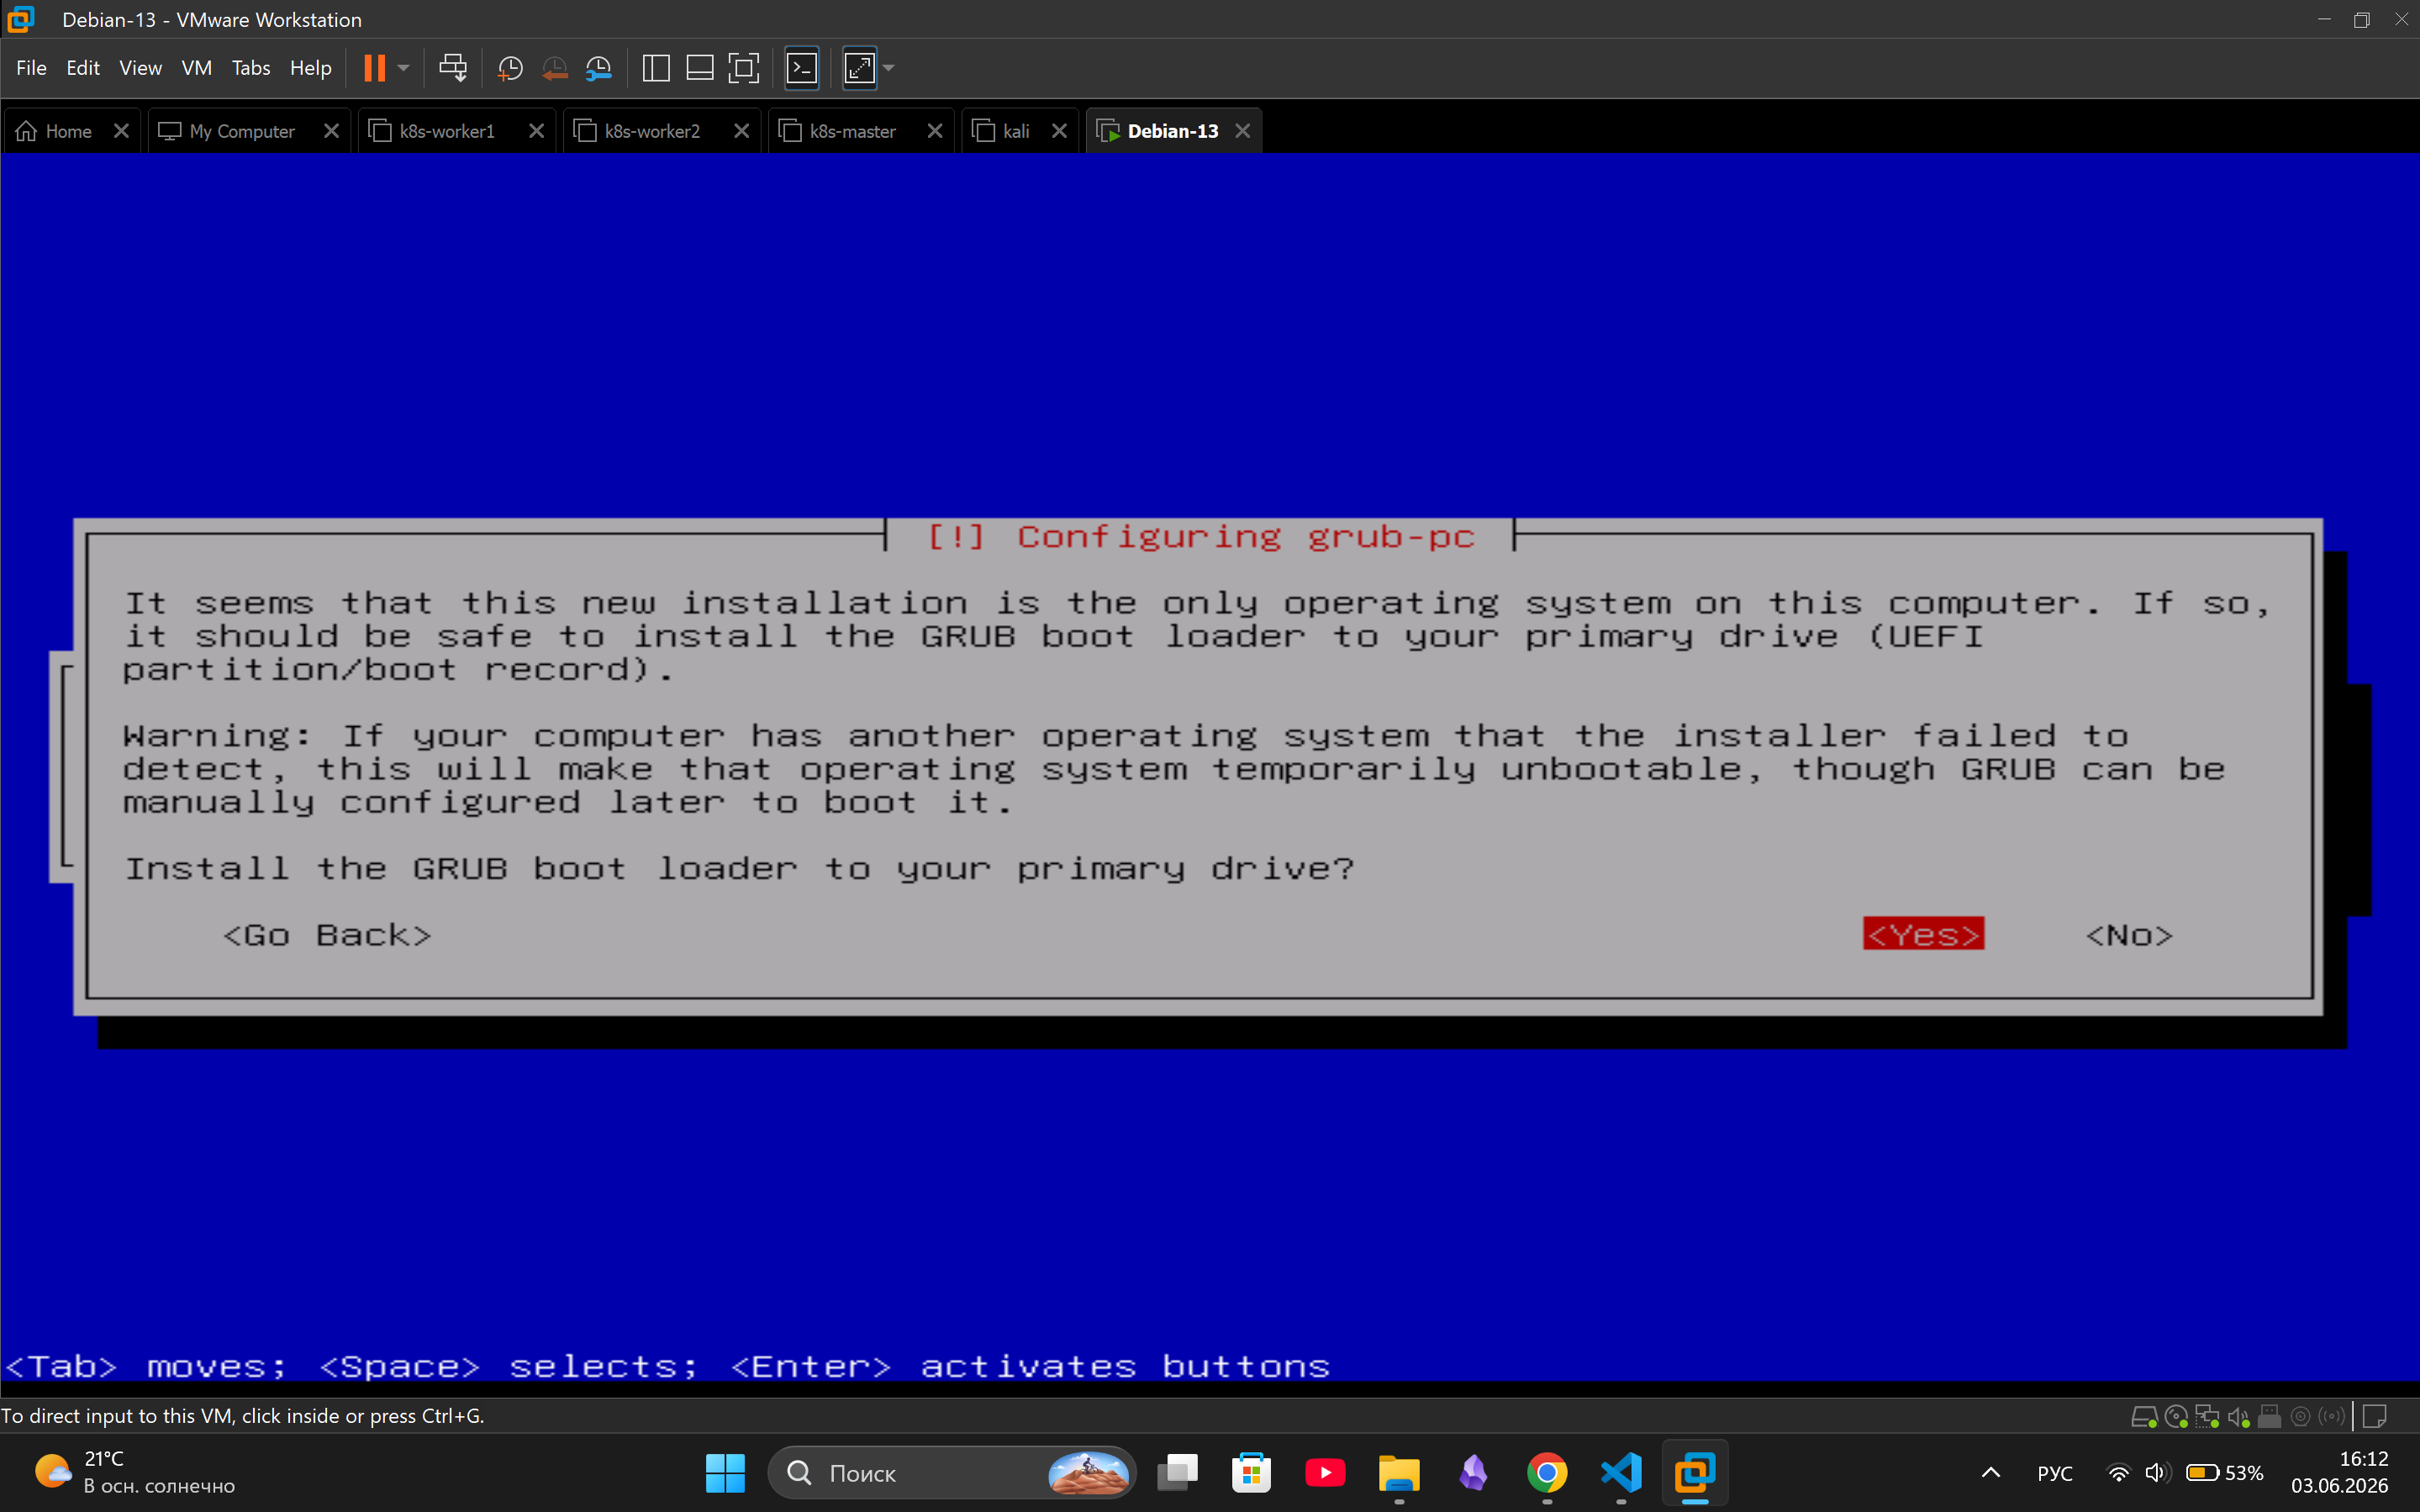 Debian-13 - VMware Workstation
File Edit View VM Tabs Help
Home My Computer k8s-worker1 k8s-worker2 k8s-master kali Debian-13
[!] Configuring grub-pc
It seems that this new installation is the only operating system on this computer. If so,
it should be safe to install the GRUB boot loader to your primary drive (UEFI
partition/boot record).
Warning: If your computer has another operating system that the installer failed to
detect, this will make that operating system temporarily unbootable, though GRUB can be
manually configured later to boot it.
Install the GRUB boot loader to your primary drive?
<Go Back> <Yes> <No>
<Tab> moves; <Space> selects; <Enter> activates buttons
To direct input to this VM, click inside or press Ctrl+G.
21°C
В осн. солнечно
Поиск
РУС
53%
16:12
03.06.2026